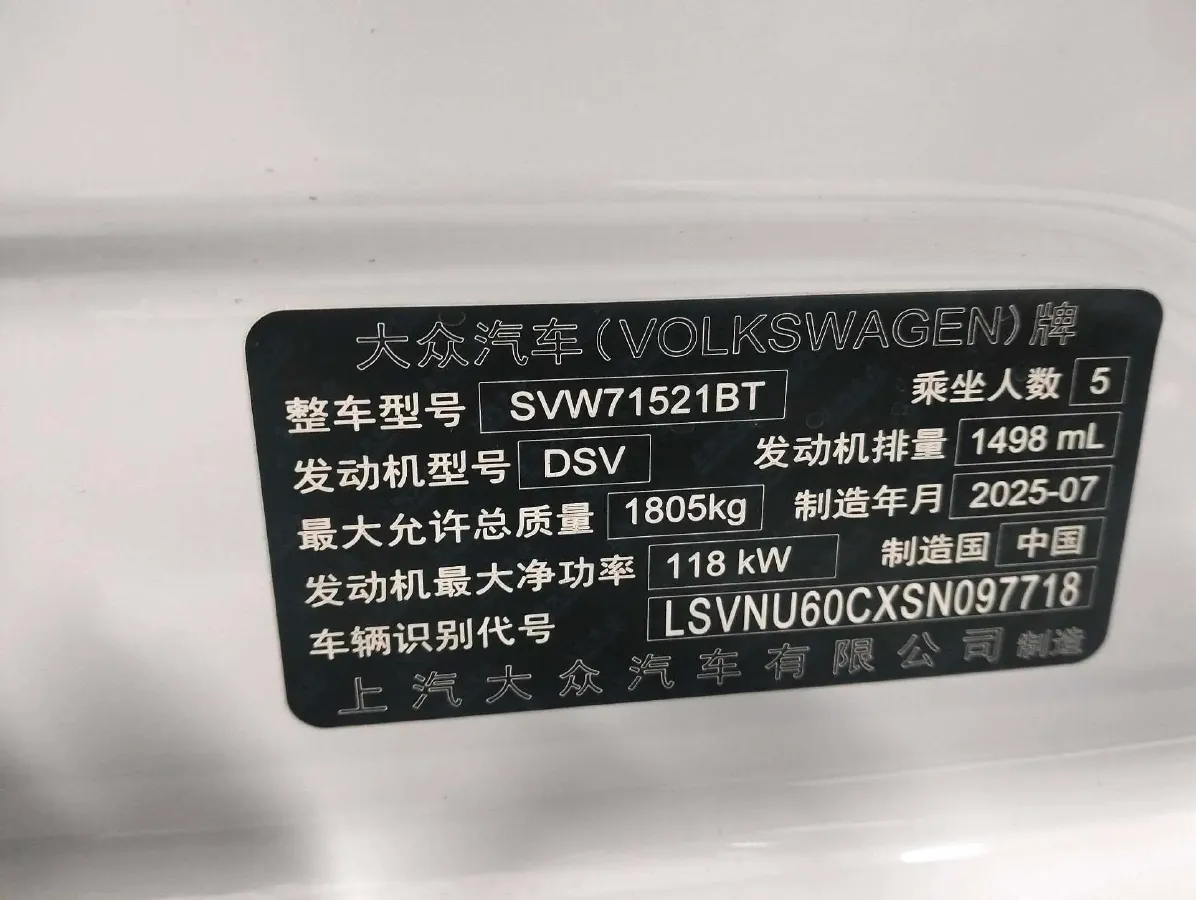 大众汽车(VOLKSWAGEN)牌
整车型号 SVW71521BT 乘坐人数 5
发动机型号 DSV 发动机排量 1498 mL
最大允许总质量 1805kg 制造年月 2025-07
发动机最大净功率 118 kW 制造国 中国
车辆识别代号 LSVNU60CXSN097718
上汽大众汽车有限公司 制造